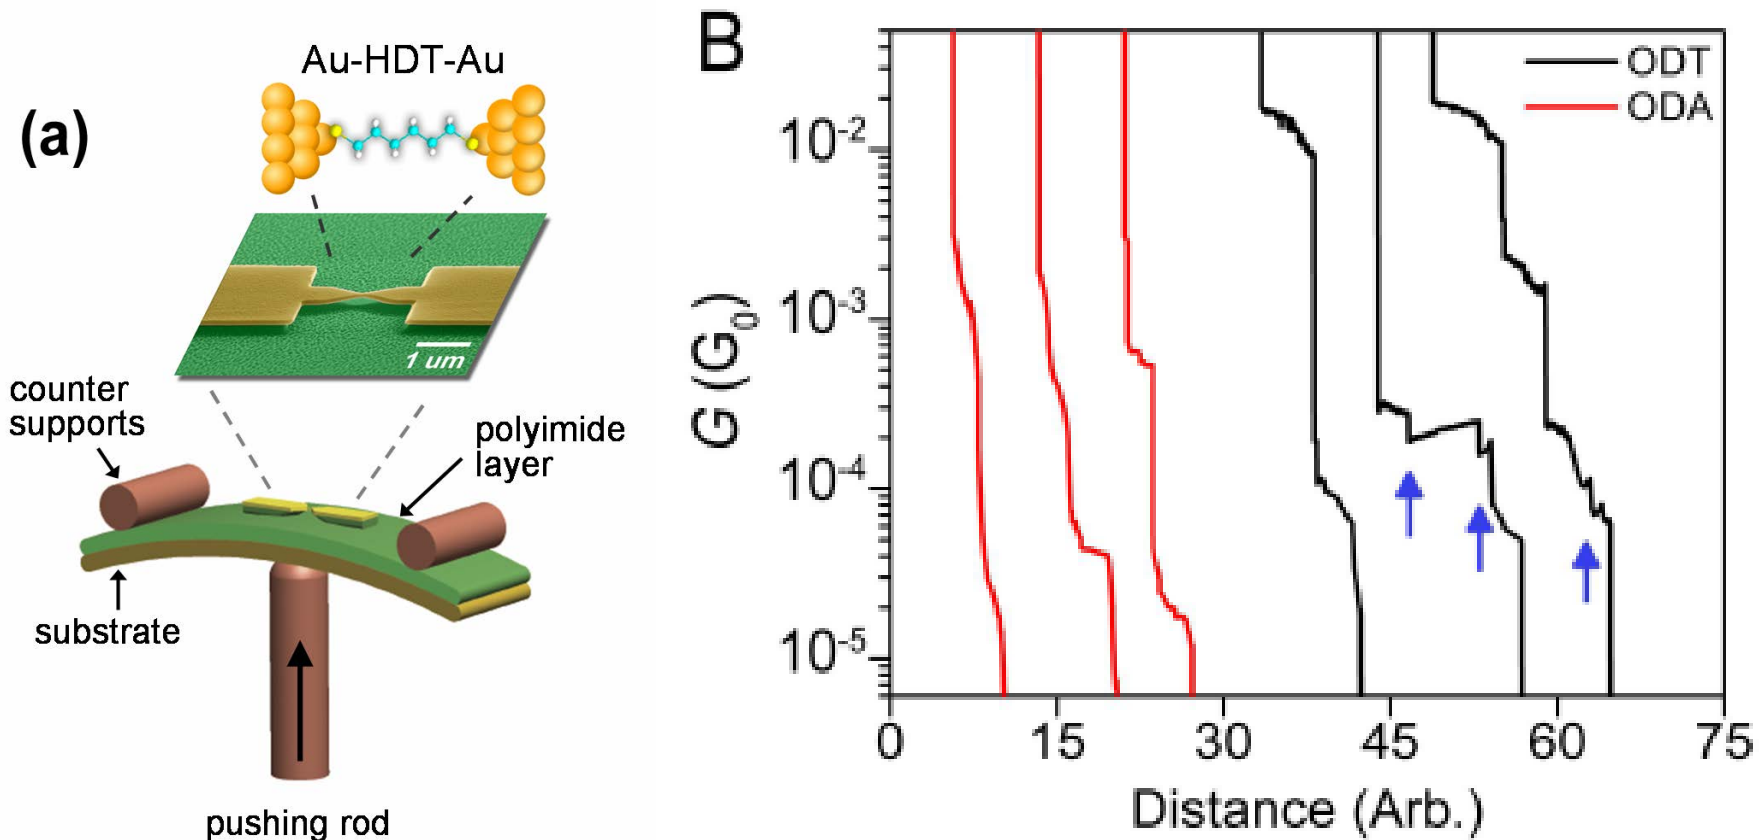 (a)
Au-HDT-Au
1 um
counter
supports
polyimide
layer
substrate
pushing rod
B
ODT
ODA
G (G₀)
10⁻²
10⁻³
10⁻⁴
10⁻⁵
0 15 30 45 60 75
Distance (Arb.)